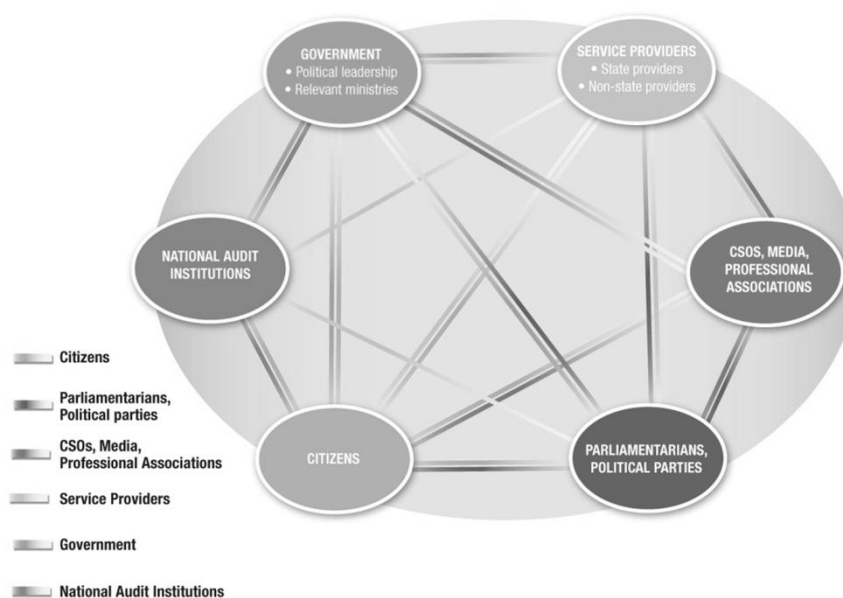 GOVERNMENT
• Political leadership
• Relevant ministries
SERVICE PROVIDERS
• State providers
• Non-state providers
NATIONAL AUDIT
INSTITUTIONS
CSOS, MEDIA,
PROFESSIONAL
ASSOCIATIONS
CITIZENS
PARLIAMENTARIANS,
POLITICAL PARTIES
Citizens
Parliamentarians,
Political parties
CSOs, Media,
Professional Associations
Service Providers
Government
National Audit Institutions